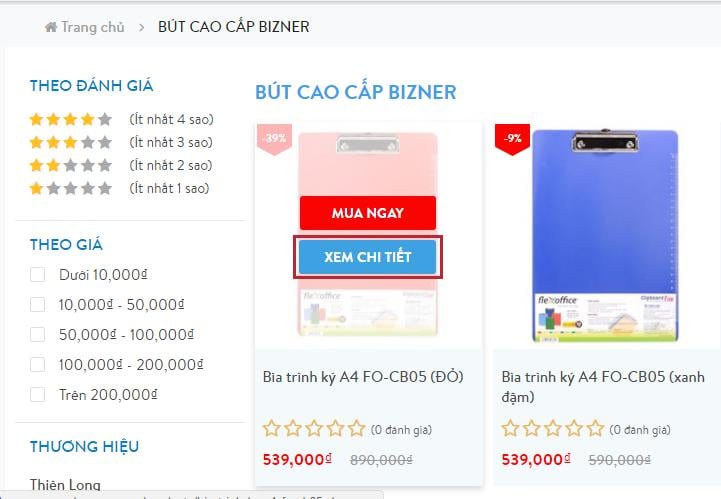 Trang chủ > BÚT CAO CẤP BIZNER
THEO ĐÁNH GIÁ
(Ít nhất 4 sao)
(Ít nhất 3 sao)
(Ít nhất 2 sao)
(Ít nhất 1 sao)
THEO GIÁ
Dưới 10,000₫
10,000₫ - 50,000₫
50,000₫ - 100,000₫
100,000₫ - 200,000₫
Trên 200,000₫
THƯƠNG HIỆU
Thiên Long
BÚT CAO CẤP BIZNER
-39%
MUA NGAY
XEM CHI TIẾT
flexoffice
Bìa trình ký A4 FO-CB05 (ĐỎ)
(0 đánh giá)
539,000₫ 890,000₫
-9%
flexoffice
Clipboard
Bìa trình ký A4 FO-CB05 (xanh
đậm)
(0 đánh giá)
539,000₫ 590,000₫